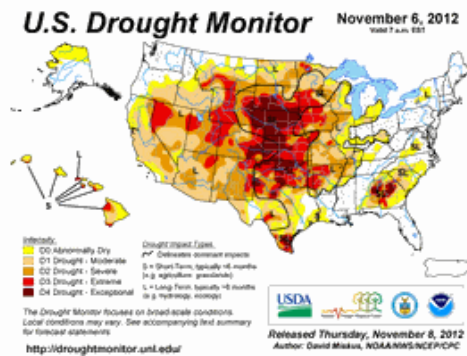 U.S. Drought Monitor
November 6, 2012
Valid 7 a.m. EST
L
L
SL
SL
SL
L
S
S
Intensity:
D0 Abnormally Dry
D1 Drought - Moderate
D2 Drought - Severe
D3 Drought - Extreme
D4 Drought - Exceptional
Drought Impact Types:
Delineates dominant impacts
S = Short-Term, typically <6 months
(e.g. agriculture, grasslands)
L = Long-Term, typically >6 months
(e.g. hydrology, ecology)
The Drought Monitor focuses on broad-scale conditions.
Local conditions may vary. See accompanying text summary
for forecast statements.
http://droughtmonitor.unl.edu/
USDA
Released Thursday, November 8, 2012
Author: David Miskus, NOAA/NWS/NCEP/CPC